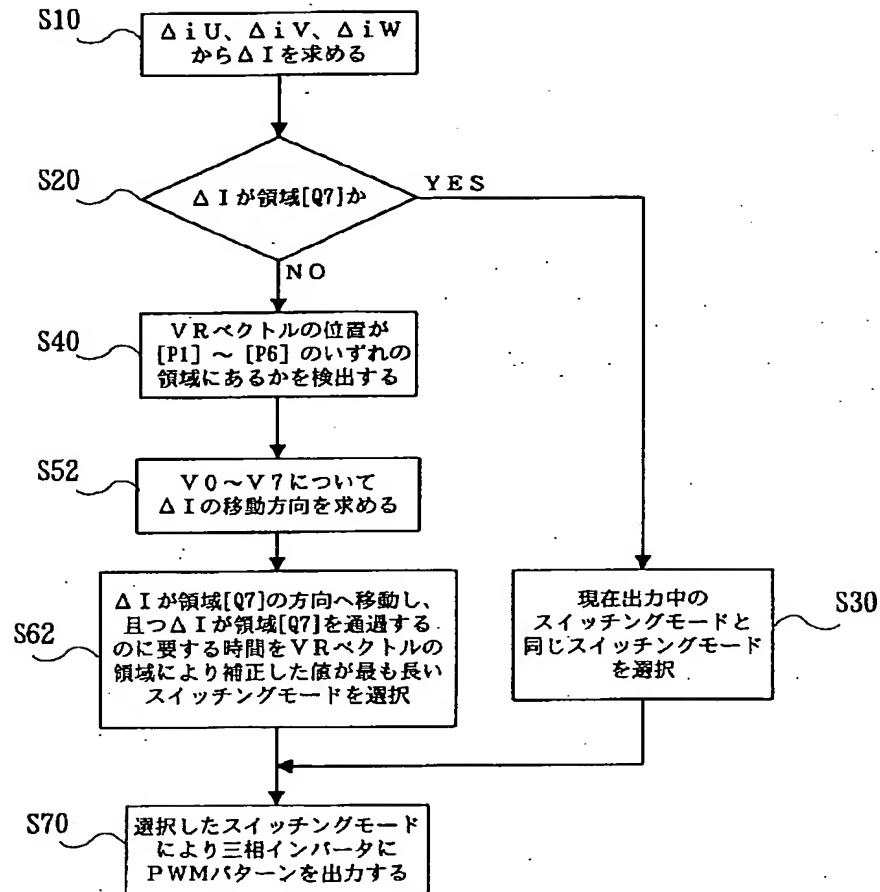 S10
ΔiU、ΔiV、ΔiW
からΔIを求める
S20
ΔIが領域[Q7]か
YES
NO
S40
VRベクトルの位置が
[P1]～[P6]のいずれの
領域にあるかを検出する
S52
V0～V7について
ΔIの移動方向を求める
S62
ΔIが領域[Q7]の方向へ移動し、
且つΔIが領域[Q7]を通過する
のに要する時間をVRベクトルの
領域により補正した値が最も長い
スイッチングモードを選択
現在出力中の
スイッチングモードと
同じスイッチングモード
を選択
S30
S70
選択したスイッチングモード
により三相インバータに
PWMパターンを出力する